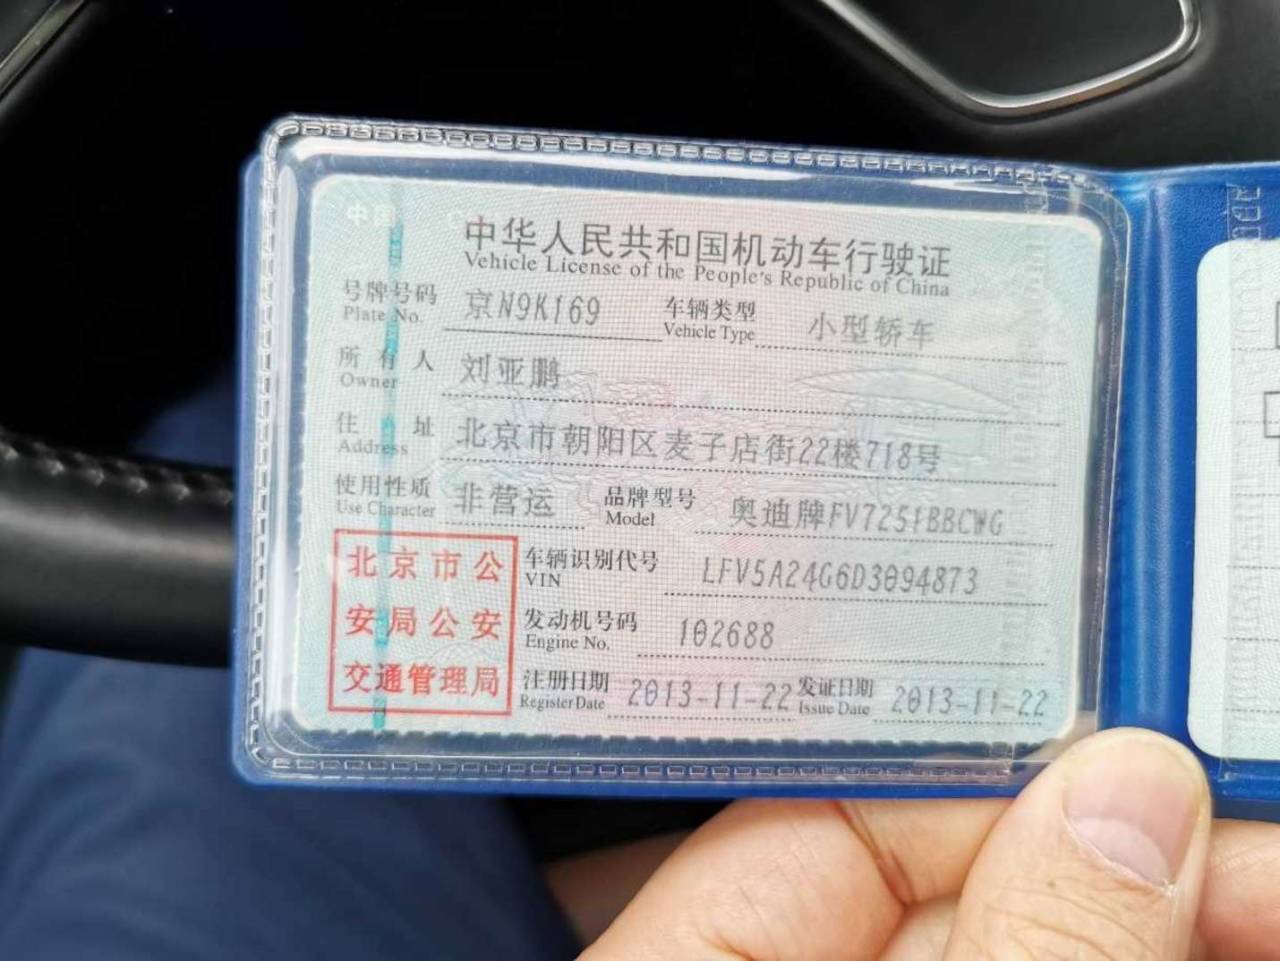 中国
中华人民共和国机动车行驶证
Vehicle License of the People's Republic of China
号牌号码 京N9K169 车辆类型 小型轿车
Plate No. Vehicle Type
所有人 刘亚鹏
Owner
住址 北京市朝阳区麦子店街22楼718号
Address
使用性质 非营运 品牌型号 奥迪牌FV7251BBCWG
Use Character Model
北京市公
安局公安
交通管理局
车辆识别代号 LFV5A24G6D3094873
VIN
发动机号码 102688
Engine No.
注册日期 2013-11-22 发证日期 2013-11-22
Register Date Issue Date